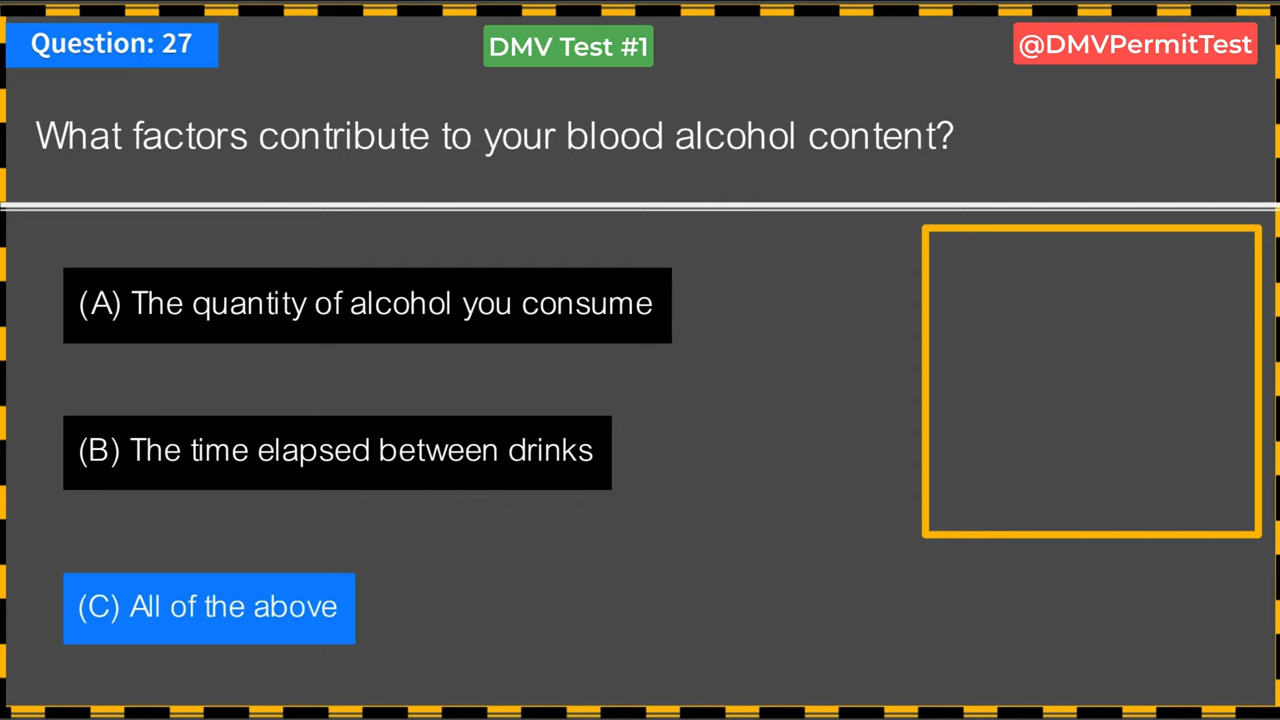 Question: 27
DMV Test #1
@DMVPermitTest
What factors contribute to your blood alcohol content?
(A) The quantity of alcohol you consume
(B) The time elapsed between drinks
(C) All of the above